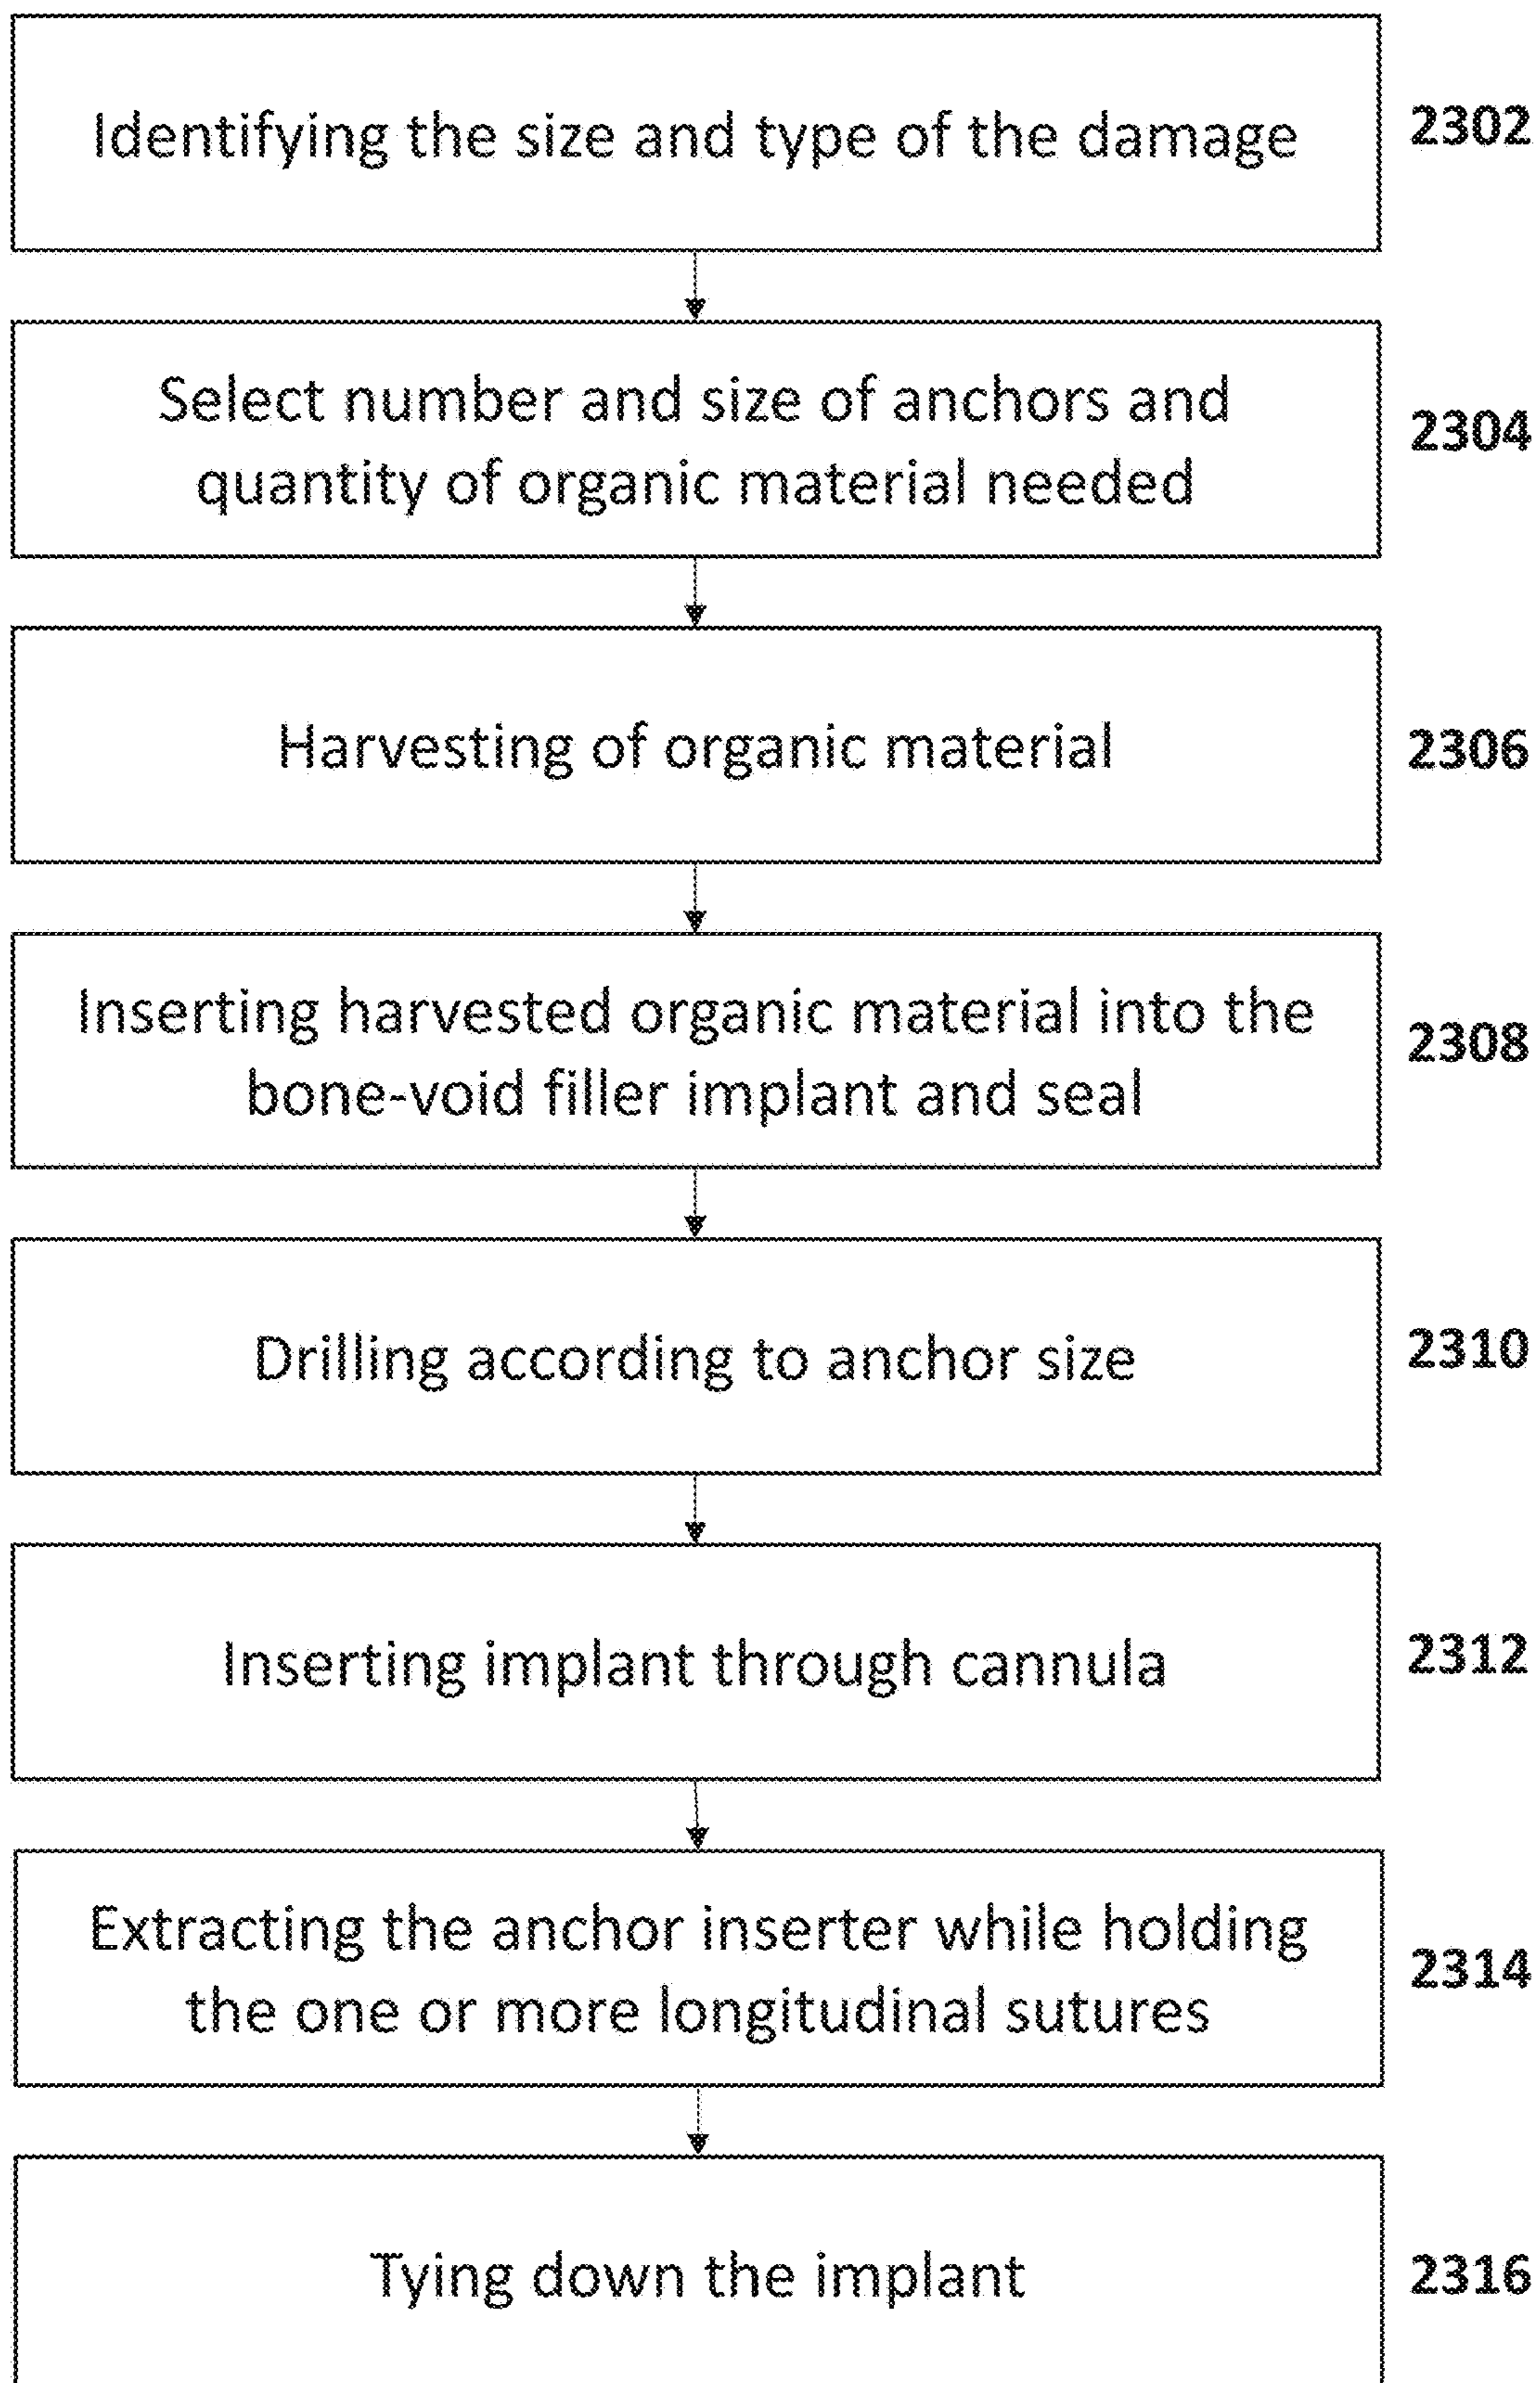 Identifying the size and type of the damage
2302
Select number and size of anchors and
quantity of organic material needed
2304
Harvesting of organic material
2306
Inserting harvested organic material into the
bone-void filler implant and seal
2308
Drilling according to anchor size
2310
Inserting implant through cannula
2312
Extracting the anchor inserter while holding
the one or more longitudinal sutures
2314
Tying down the implant
2316